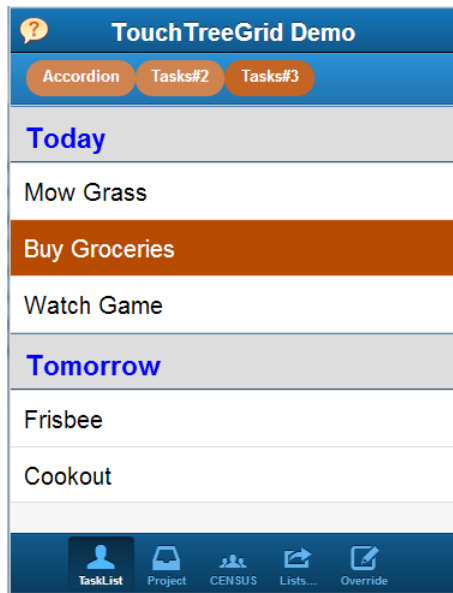 ? TouchTreeGrid Demo
Accordion Tasks#2 Tasks#3
Today
Mow Grass
Buy Groceries
Watch Game
Tomorrow
Frisbee
Cookout
TaskList Project CENSUS Lists... Override